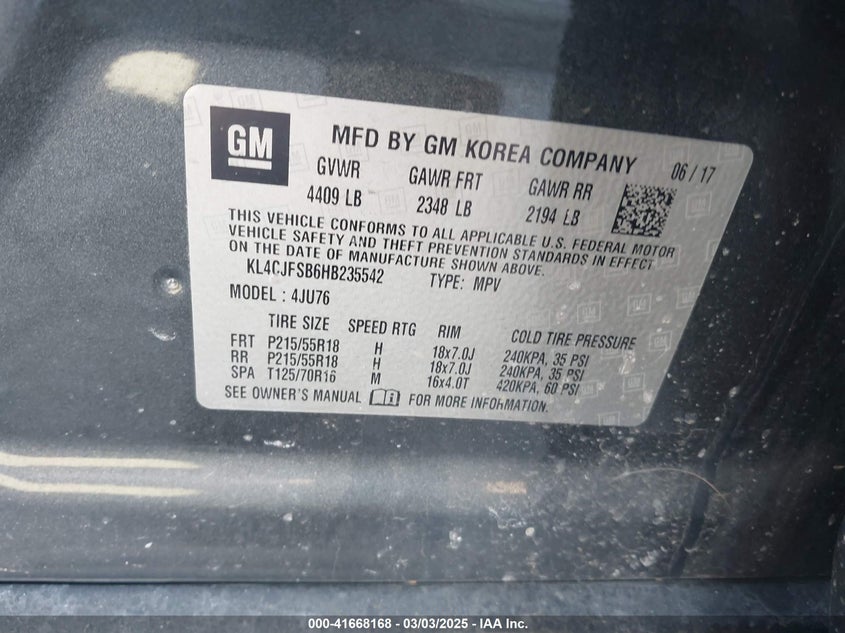 GM
MFD BY GM KOREA COMPANY 06 / 17
GVWR GAWR FRT GAWR RR
4409 LB 2348 LB 2194 LB
THIS VEHICLE CONFORMS TO ALL APPLICABLE U.S. FEDERAL MOTOR
VEHICLE SAFETY AND THEFT PREVENTION STANDARDS IN EFFECT
ON THE DATE OF MANUFACTURE SHOWN ABOVE.
KL4CJFSB6HB235542 TYPE: MPV
MODEL : 4JU76
TIRE SIZE SPEED RTG RIM COLD TIRE PRESSURE
FRT P215/55R18 H 18x7.0J 240KPA, 35 PSI
RR P215/55R18 H 18x7.0J 240KPA, 35 PSI
SPA T125/70R16 M 16x4.0T 420KPA, 60 PSI
SEE OWNER'S MANUAL FOR MORE INFORMATION.
000-41668168 - 03/03/2025 - IAA Inc.